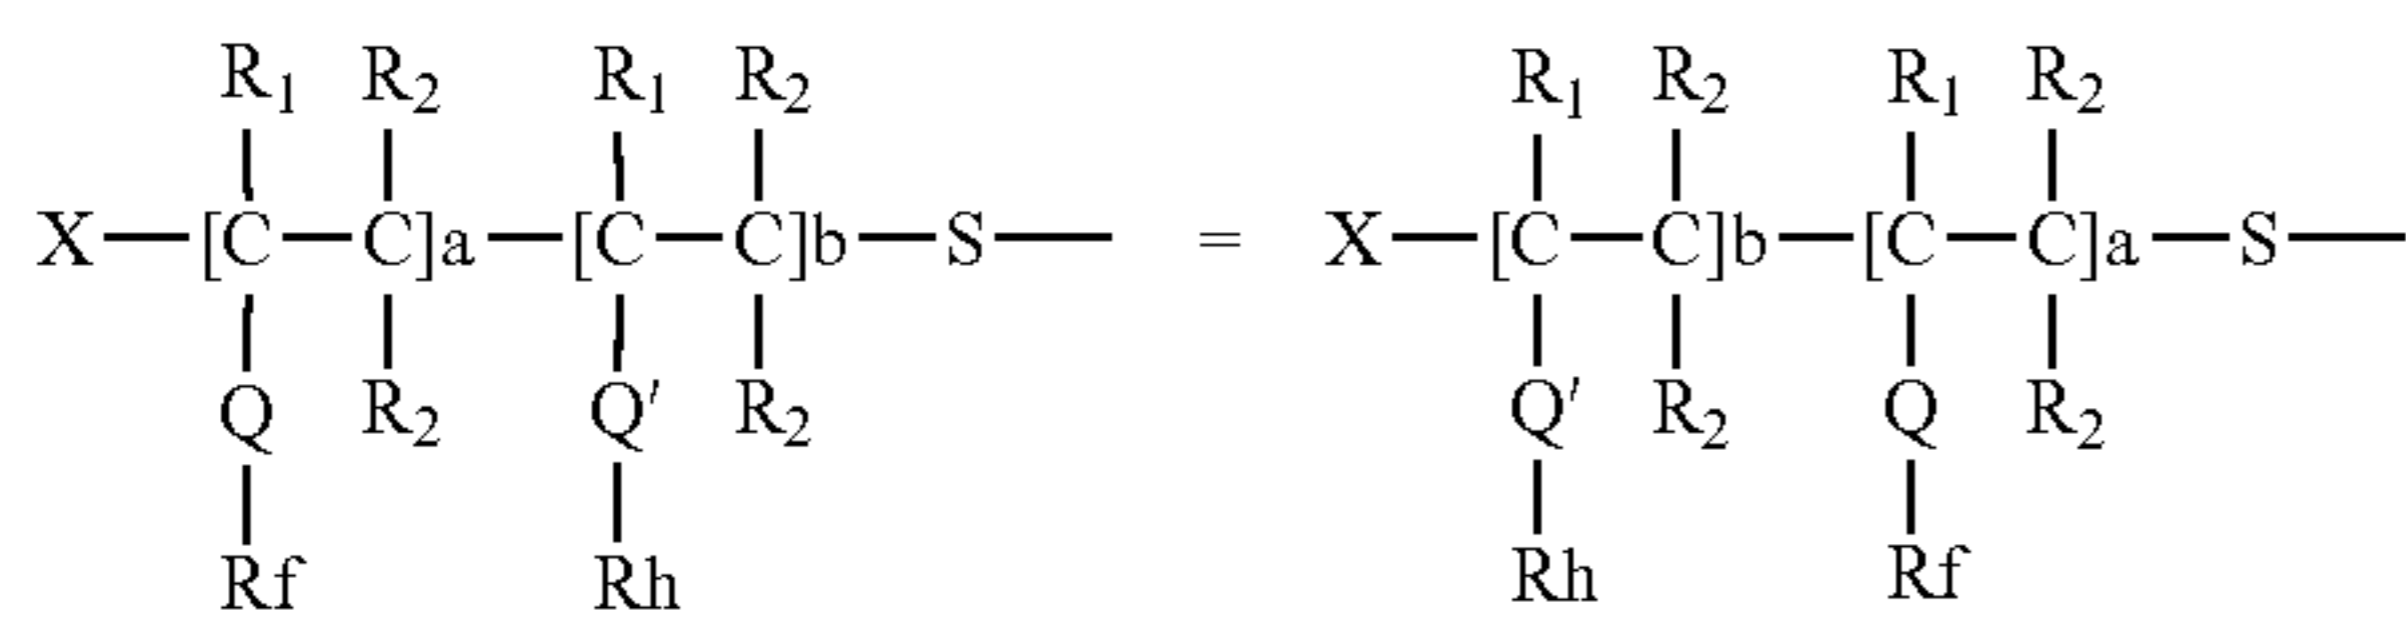 R1 R2 R1 R2 R1 R2 R1 R2
X—[C—C]a—[C—C]b—S— = X—[C—C]b—[C—C]a—S—
Q R2 Q' R2 Q' R2 Q R2
Rf Rh Rh Rf